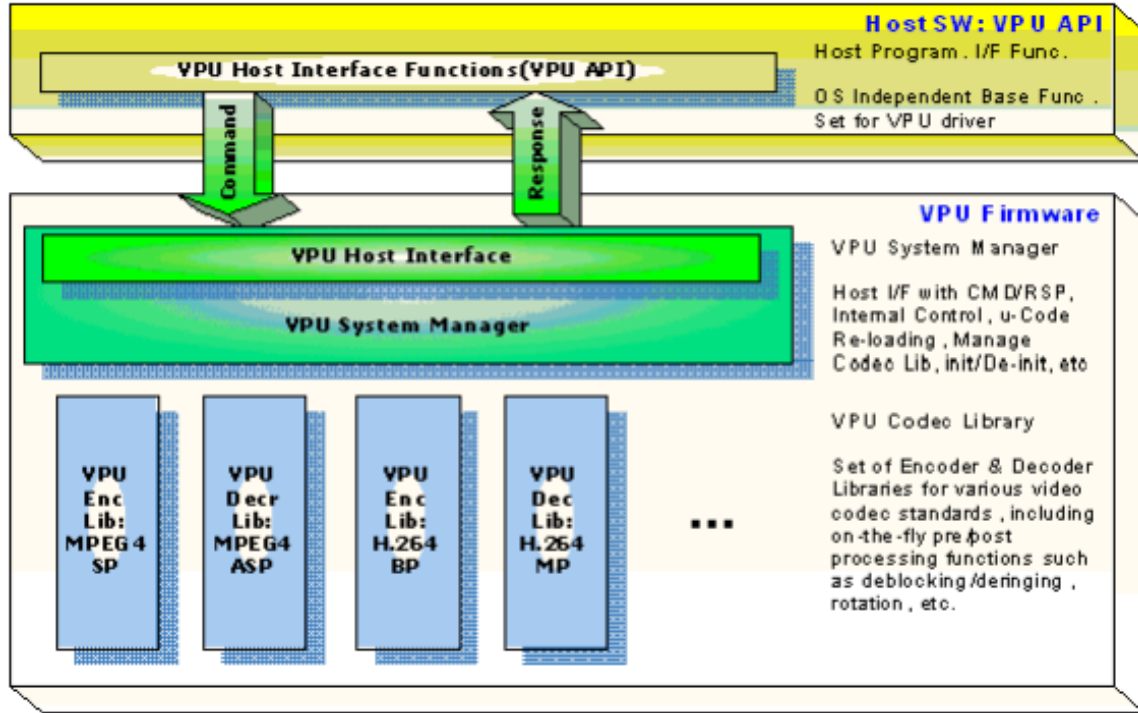 Host SW: VPU API
Host Program. I/F Func.
OS Independent Base Func.
Set for VPU driver
VPU Host Interface Functions(VPU API)
Command
Response
VPU Firmware
VPU Host Interface
VPU System Manager
VPU System Manager
Host I/F with CMD/RSP,
Internal Control, u-Code
Re-loading, Manage
Codec Lib, init/De-init, etc
VPU
Enc
Lib:
MPEG4
SP
VPU
Decr
Lib:
MPEG4
ASP
VPU
Enc
Lib:
H.264
BP
VPU
Dec
Lib:
H.264
MP
...
VPU Codec Library
Set of Encoder & Decoder
Libraries for various video
codec standards, including
on-the-fly pre/post
processing functions such
as deblocking/deringing,
rotation, etc.